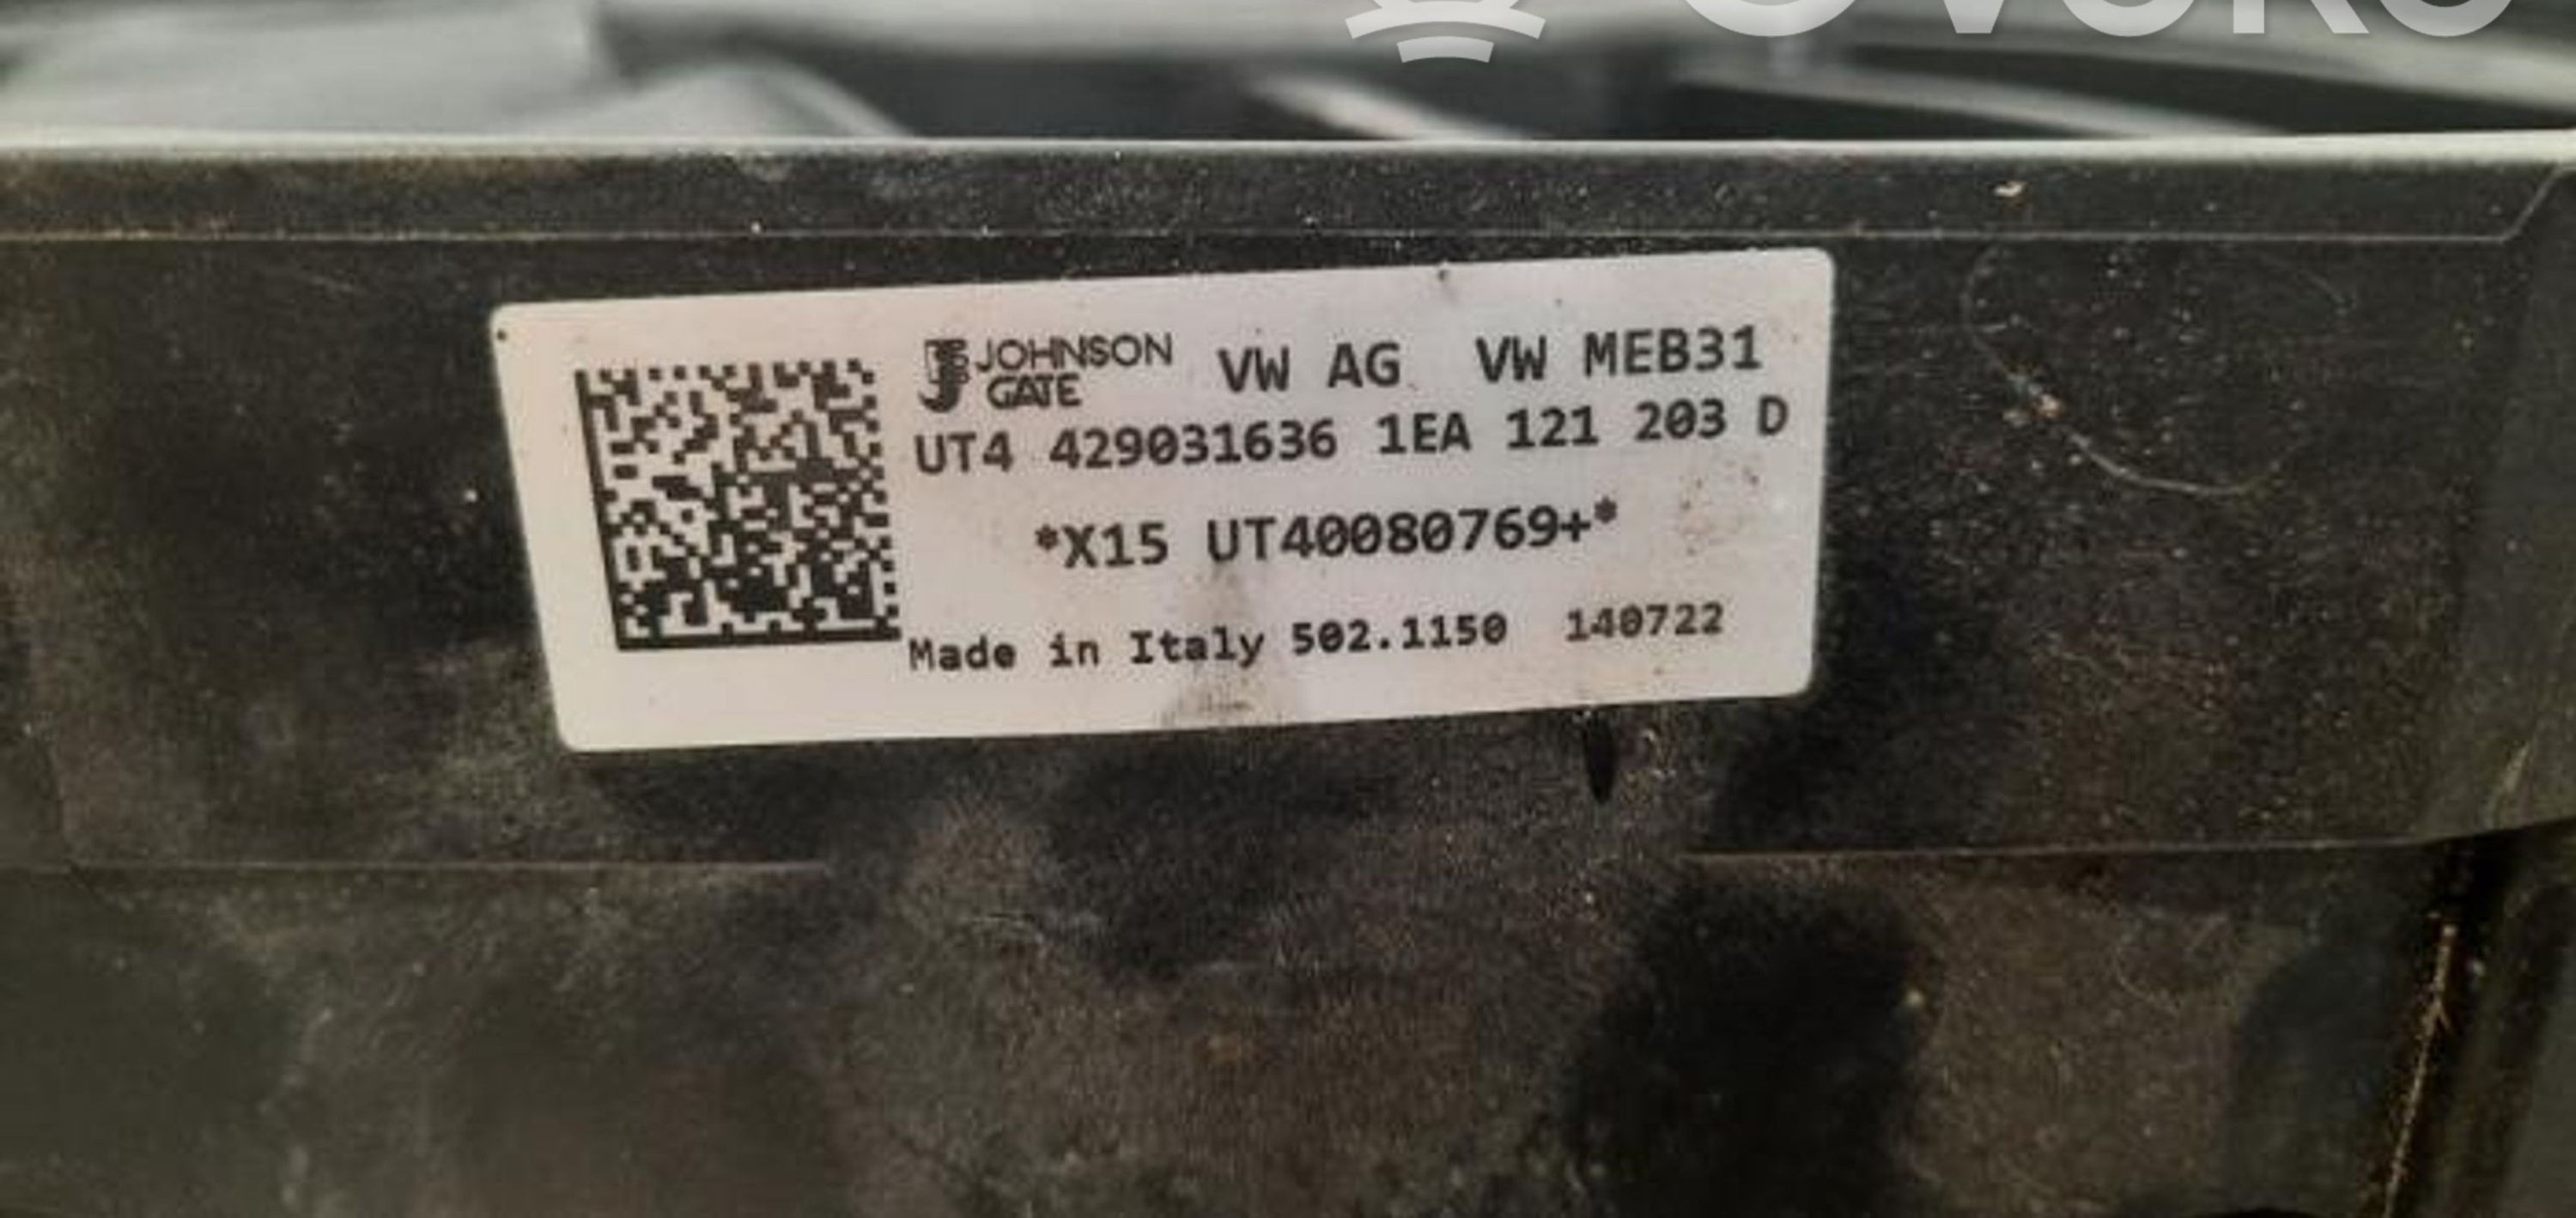 JOHNSON
GATE
VW AG VW MEB31
UT4 429031636 1EA 121 203 D
*X15 UT40080769+*
Made in Italy 502.1150 140722